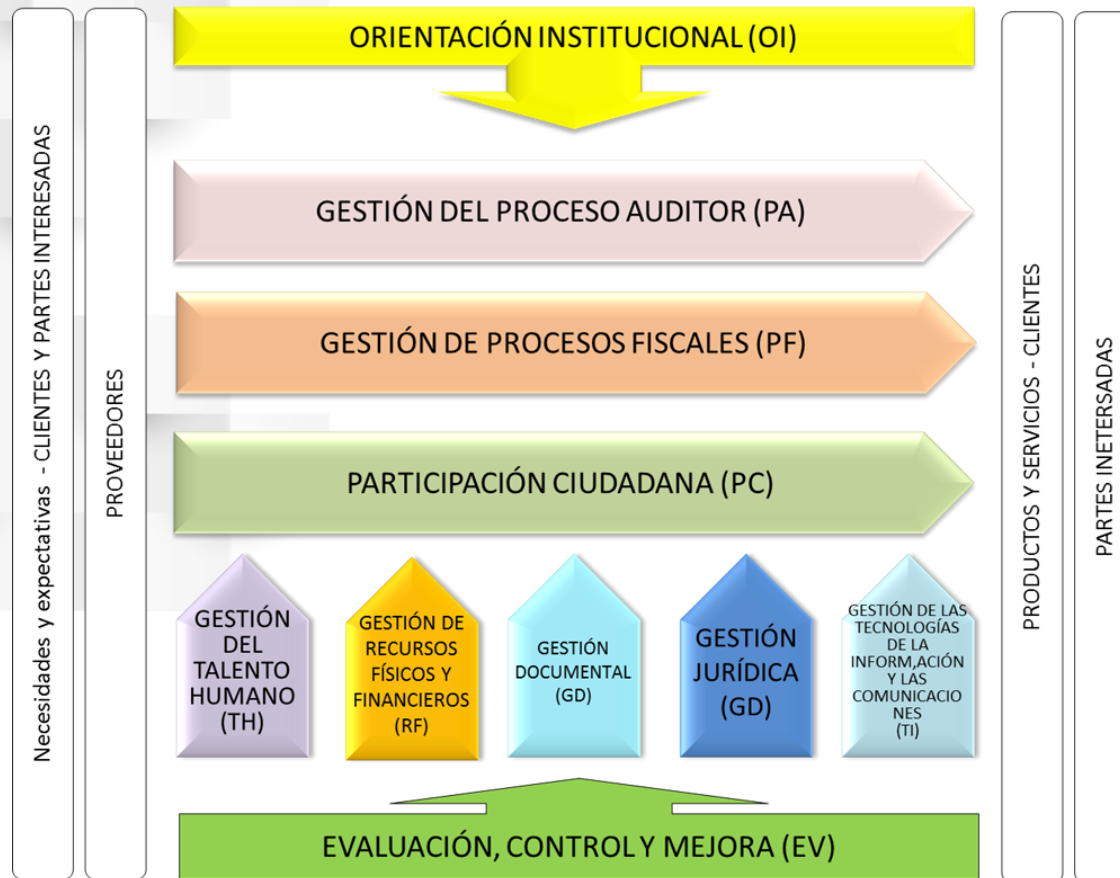 Necesidades y expectativas - CLIENTES Y PARTES INTERESADAS
PROVEEDORES
ORIENTACIÓN INSTITUCIONAL (OI)
GESTIÓN DEL PROCESO AUDITOR (PA)
GESTIÓN DE PROCESOS FISCALES (PF)
PARTICIPACIÓN CIUDADANA (PC)
GESTIÓN
DEL
TALENTO
HUMANO
(TH)
GESTIÓN DE
RECURSOS
FÍSICOS Y
FINANCIEROS
(RF)
GESTIÓN
DOCUMENTAL
(GD)
GESTIÓN
JURÍDICA
(GD)
GESTIÓN DE LAS
TECNOLOGÍAS
DE LA
INFORM,ACIÓN
Y LAS
COMUNICACIO
NES
(TI)
EVALUACIÓN, CONTROL Y MEJORA (EV)
PRODUCTOS Y SERVICIOS - CLIENTES
PARTES INETERSADAS